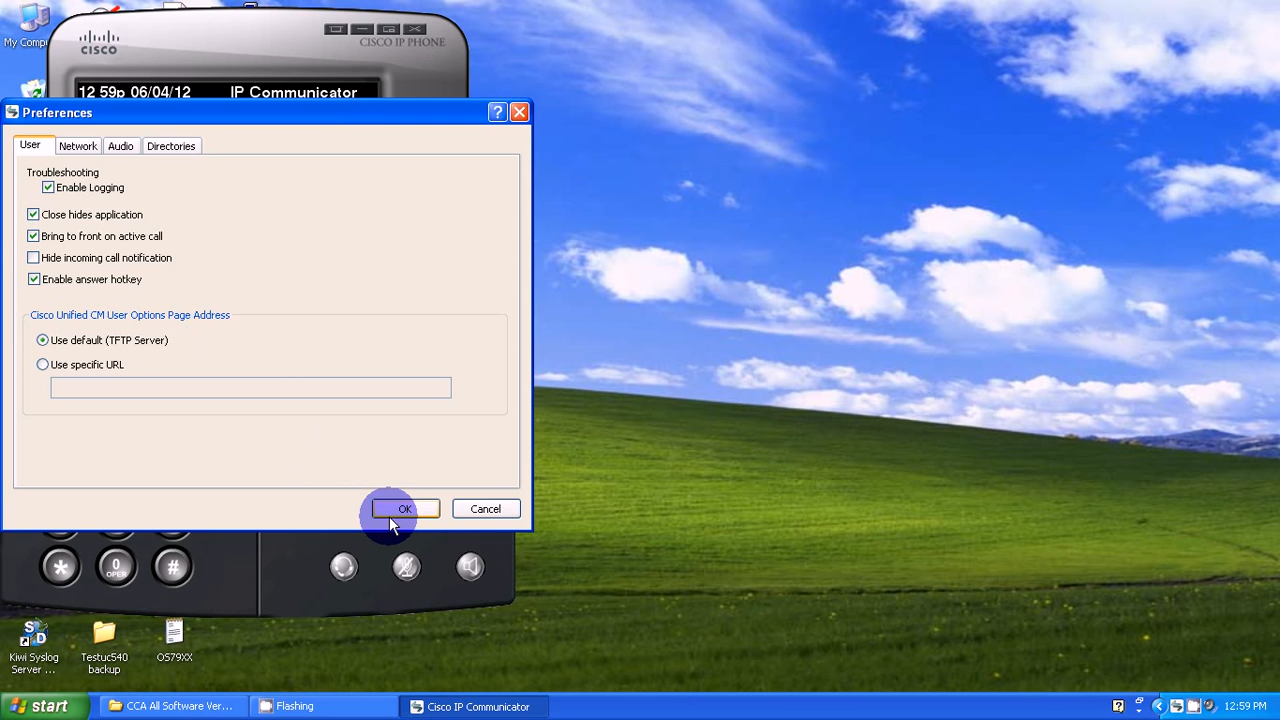 My Compu
CISCO
CISCO IP PHONE
12 59p 06/04/12 IP Communicator
Preferences
?
User
Network
Audio
Directories
Troubleshooting
Enable Logging
Close hides application
Bring to front on active call
Hide incoming call notification
Enable answer hotkey
Cisco Unified CM User Options Page Address
Use default (TFTP Server)
Use specific URL
OK
Cancel
*
0
OPER
#
Kiwi Syslog
Server ...
Testuc540
backup
OS79XX
start
CCA All Software Ver...
Flashing
Cisco IP Communicator
?
12:59 PM